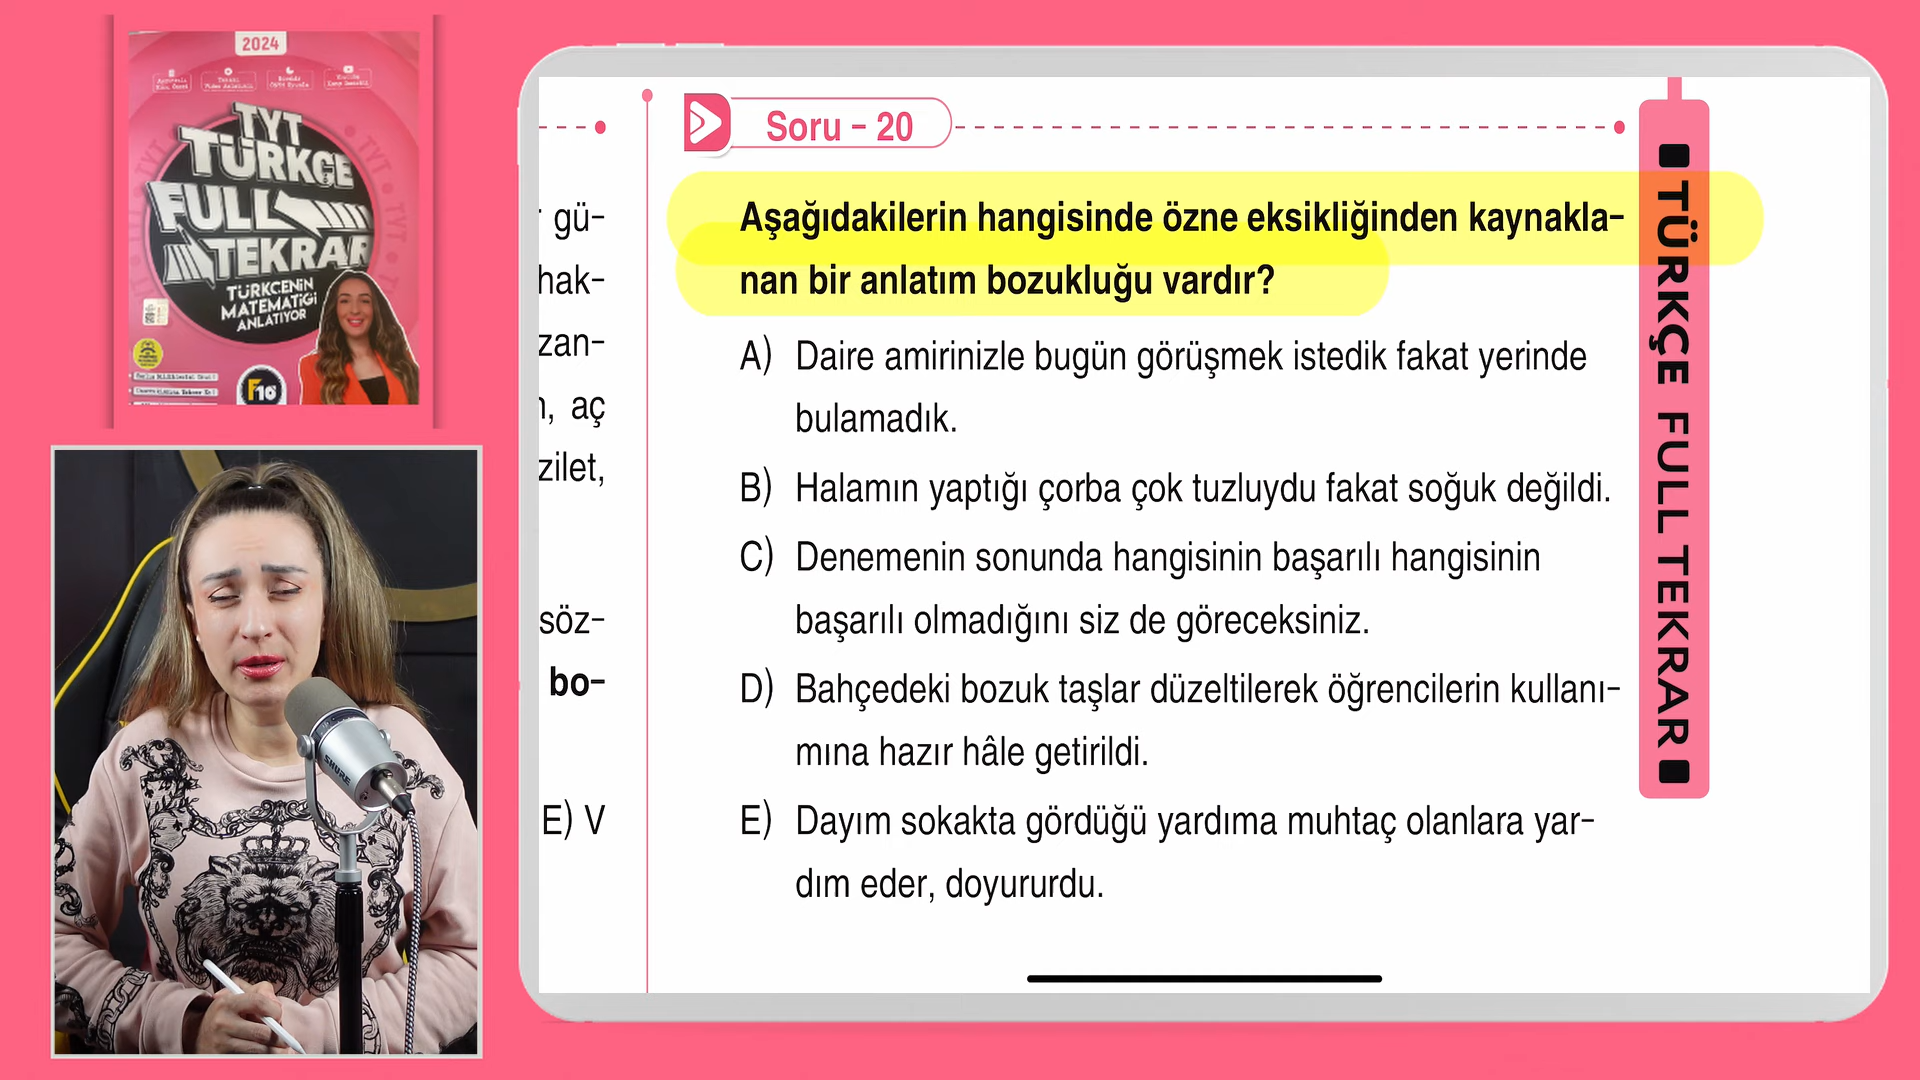 2024
TYT
TÜRKÇE
FULL
TEKRAR
TÜRKCENİN
MATEMATİĞİ
ANLATIYOR
F10
SHURE
gü-
hak-
zan-
, aç
zilet,
söz-
bo-
E) V
Soru - 20
Aşağıdakilerin hangisinde özne eksikliğinden kaynakla-
nan bir anlatım bozukluğu vardır?
A) Daire amirinizle bugün görüşmek istedik fakat yerinde
bulamadık.
B) Halamın yaptığı çorba çok tuzluydu fakat soğuk değildi.
C) Denemenin sonunda hangisinin başarılı hangisinin
başarılı olmadığını siz de göreceksiniz.
D) Bahçedeki bozuk taşlar düzeltilerek öğrencilerin kullanı-
mına hazır hâle getirildi.
E) Dayım sokakta gördüğü yardıma muhtaç olanlara yar-
dım eder, doyururdu.
TÜRKÇE FULL TEKRAR